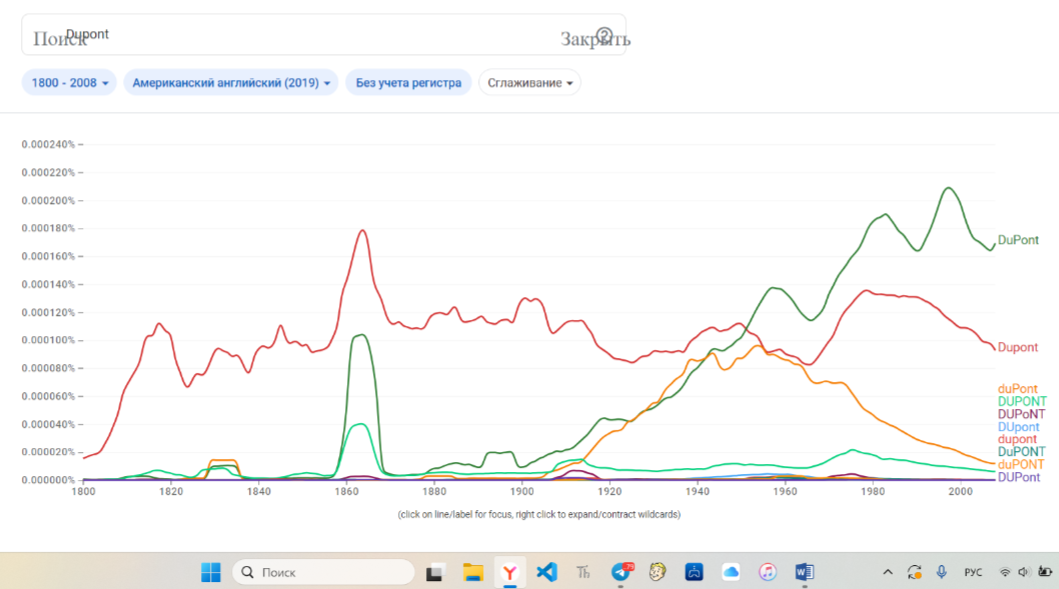 Поиск Dupont Закрыть
1800 - 2008 Американский английский (2019) Без учета регистра Сглаживание
0.000240%
0.000220%
0.000200%
0.000180%
0.000160%
0.000140%
0.000120%
0.000100%
0.000080%
0.000060%
0.000040%
0.000020%
0.000000%
1800 1820 1840 1860 1880 1900 1920 1940 1960 1980 2000
DuPont
Dupont
duPont
DUPONT
DUPoNT
DUpont
dupont
DuPONT
duPONT
DUPont
(click on line/label for focus, right click to expand/contract wildcards)
Поиск
Th
РУС